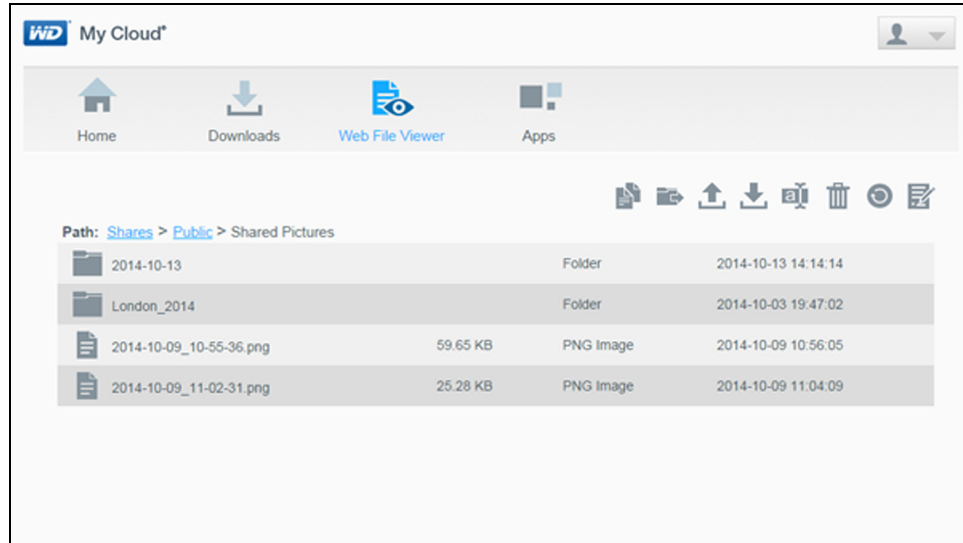 WD My Cloud®
Home Downloads Web File Viewer Apps
Path: Shares > Public > Shared Pictures
2014-10-13 Folder 2014-10-13 14:14:14
London_2014 Folder 2014-10-03 19:47:02
2014-10-09_10-55-36.png 59.65 KB PNG Image 2014-10-09 10:56:05
2014-10-09_11-02-31.png 25.28 KB PNG Image 2014-10-09 11:04:09